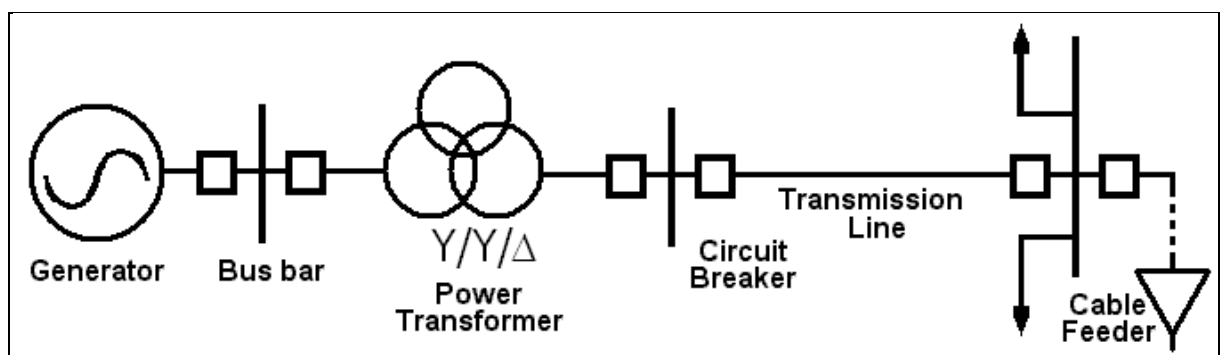 Generator
Bus bar
Y/Y/Δ
Power
Transformer
Circuit
Breaker
Transmission
Line
Cable
Feeder